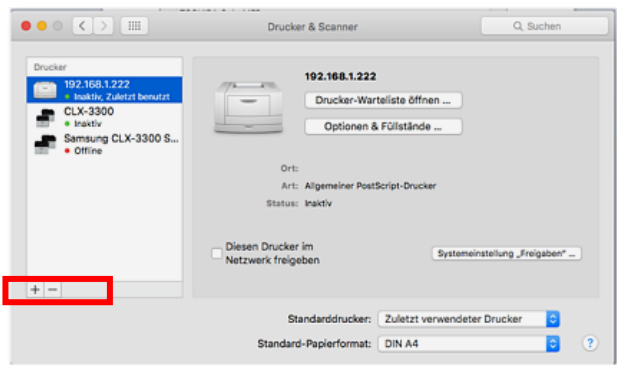 Drucker & Scanner
Suchen
Drucker
192.168.1.222
Inaktiv, Zuletzt benutzt
CLX-3300
Inaktiv
Samsung CLX-3300 S...
Offline
+ −
192.168.1.222
Drucker-Warteliste öffnen ...
Optionen & Füllstände ...
Ort:
Art: Allgemeiner PostScript-Drucker
Status: Inaktiv
Diesen Drucker im
Netzwerk freigeben
Systemeinstellung „Freigaben“ ...
Standarddrucker: Zuletzt verwendeter Drucker
Standard-Papierformat: DIN A4
?